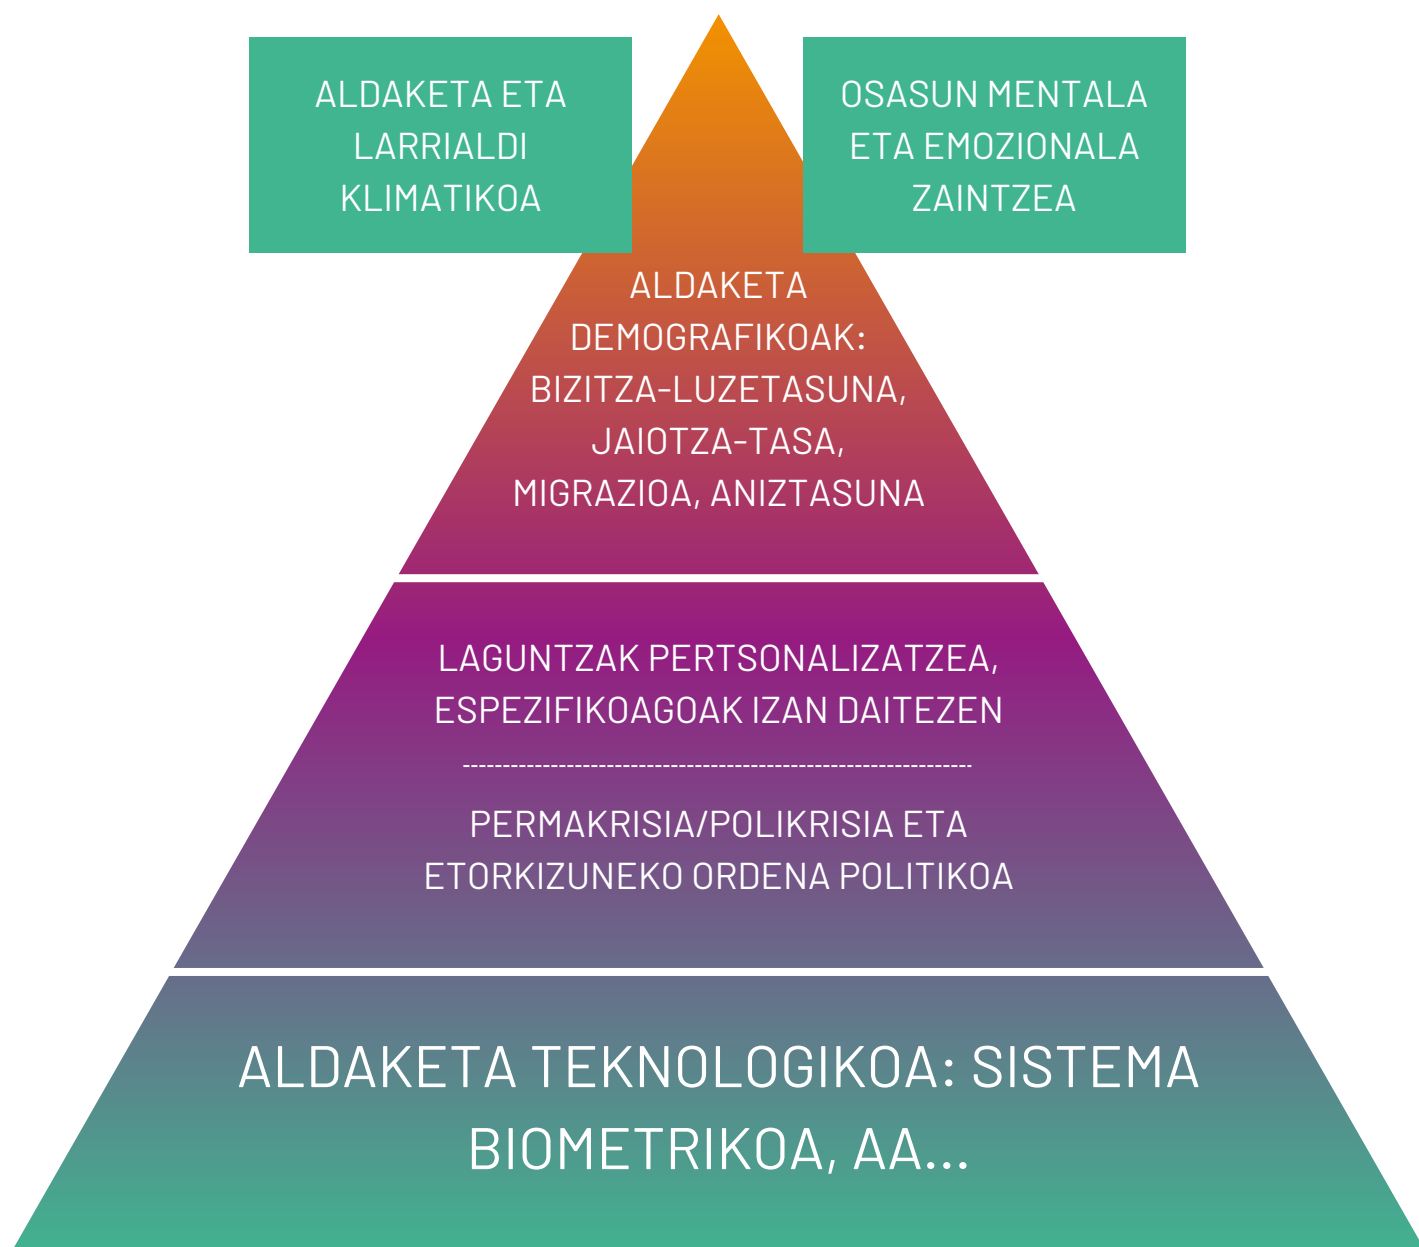 ALDAKETA ETA
LARRIALDI
KLIMATIKOA
OSASUN MENTALA
ETA EMOZIONALA
ZAINTZEA
ALDAKETA
DEMOGRAFIKOAK:
BIZITZA-LUZETASUNA,
JAIOTZA-TASA,
MIGRAZIOA, ANIZTASUNA
LAGUNTZAK PERTSONALIZATZEA,
ESPEZIFIKOAGOAK IZAN DAITEZEN
PERMAKRISIA/POLIKRISIA ETA
ETORKIZUNEKO ORDENA POLITIKOA
ALDAKETA TEKNOLOGIKOA: SISTEMA
BIOMETRIKOA, AA...